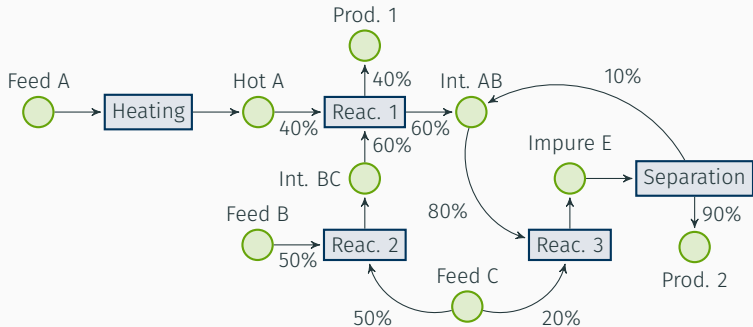 Prod. 1
Feed A
Hot A
40%
Int. AB
10%
Heating
Reac. 1
40%
60%
60%
Impure E
Int. BC
Separation
Feed B
80%
90%
50%
Reac. 2
Reac. 3
Feed C
Prod. 2
50%
20%